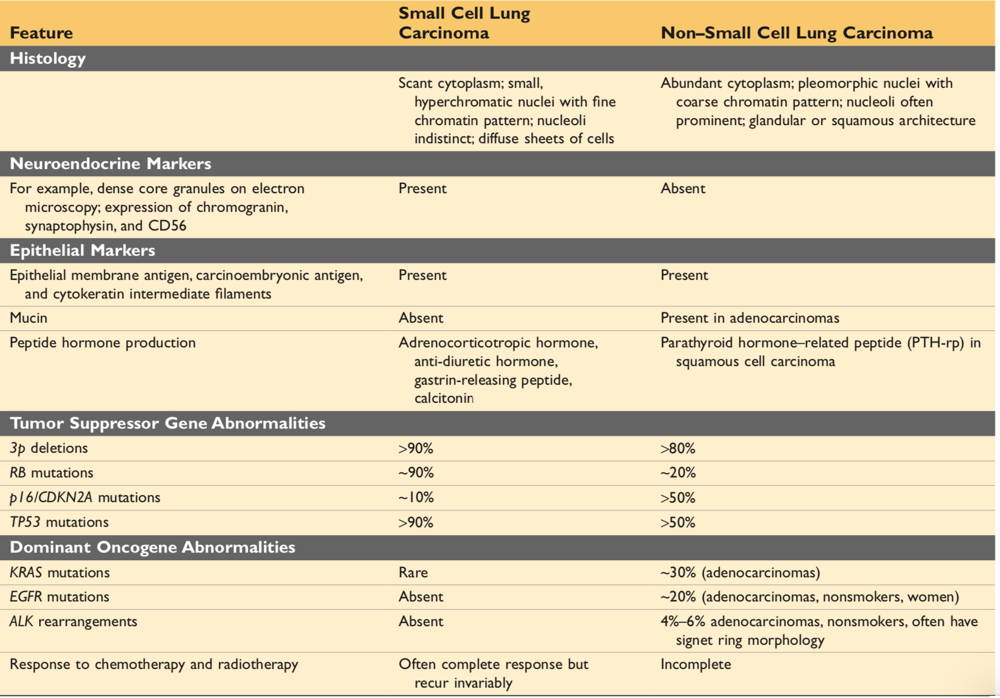 Feature
Small Cell Lung
Carcinoma
Non–Small Cell Lung Carcinoma
Histology
Scant cytoplasm; small,
hyperchromatic nuclei with fine
chromatin pattern; nucleoli
indistinct; diffuse sheets of cells
Abundant cytoplasm; pleomorphic nuclei with
coarse chromatin pattern; nucleoli often
prominent; glandular or squamous architecture
Neuroendocrine Markers
For example, dense core granules on electron
microscopy; expression of chromogranin,
synaptophysin, and CD56
Present
Absent
Epithelial Markers
Epithelial membrane antigen, carcinoembryonic antigen,
and cytokeratin intermediate filaments
Present
Present
Mucin
Absent
Present in adenocarcinomas
Peptide hormone production
Adrenocorticotropic hormone,
anti-diuretic hormone,
gastrin-releasing peptide,
calcitonin
Parathyroid hormone–related peptide (PTH-rp) in
squamous cell carcinoma
Tumor Suppressor Gene Abnormalities
3p deletions
>90%
>80%
RB mutations
~90%
~20%
p16/CDKN2A mutations
~10%
>50%
TP53 mutations
>90%
>50%
Dominant Oncogene Abnormalities
KRAS mutations
Rare
~30% (adenocarcinomas)
EGFR mutations
Absent
~20% (adenocarcinomas, nonsmokers, women)
ALK rearrangements
Absent
4%–6% adenocarcinomas, nonsmokers, often have
signet ring morphology
Response to chemotherapy and radiotherapy
Often complete response but
recur invariably
Incomplete